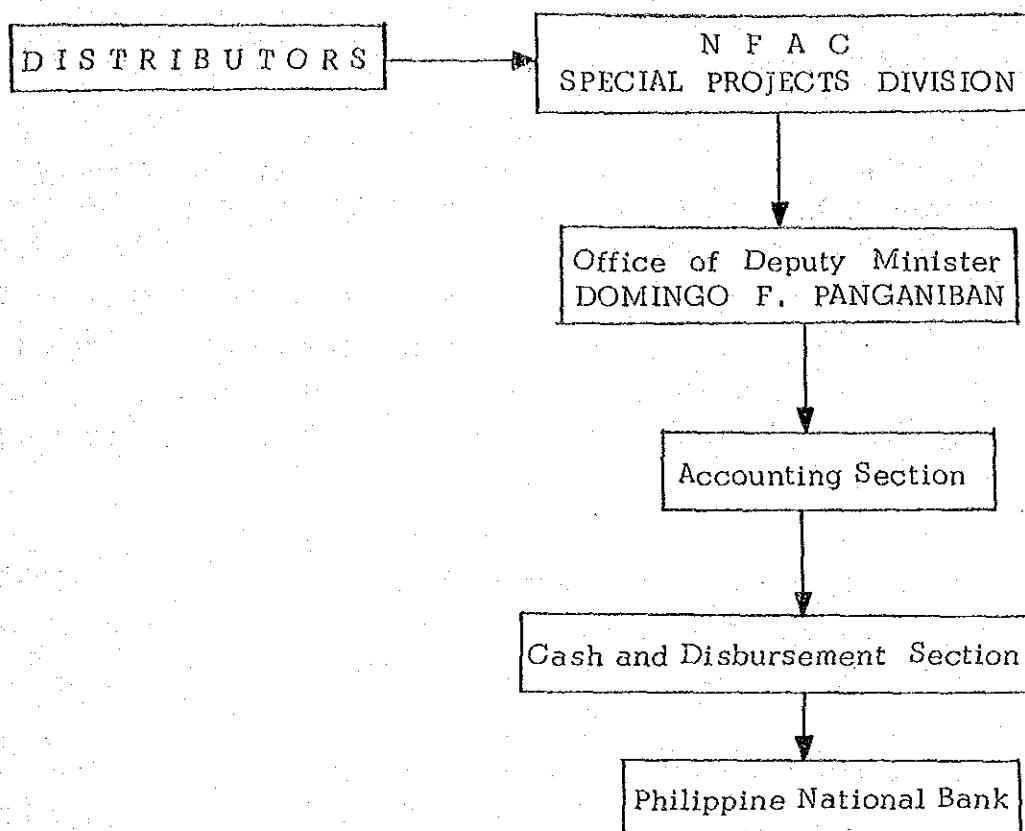 DISTRIBUTORS
N F A C
SPECIAL PROJECTS DIVISION
Office of Deputy Minister
DOMINGO F. PANGANIBAN
Accounting Section
Cash and Disbursement Section
Philippine National Bank